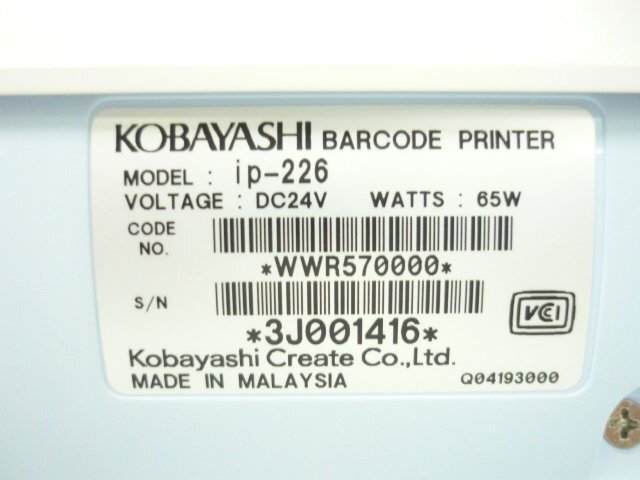 KOBAYASHI BARCODE PRINTER
MODEL : ip-226
VOLTAGE : DC24V WATTS : 65W
CODE NO.
*WWR570000*
S/N
*3J001416*
VCCI
Kobayashi Create Co.,Ltd.
MADE IN MALAYSIA Q04193000